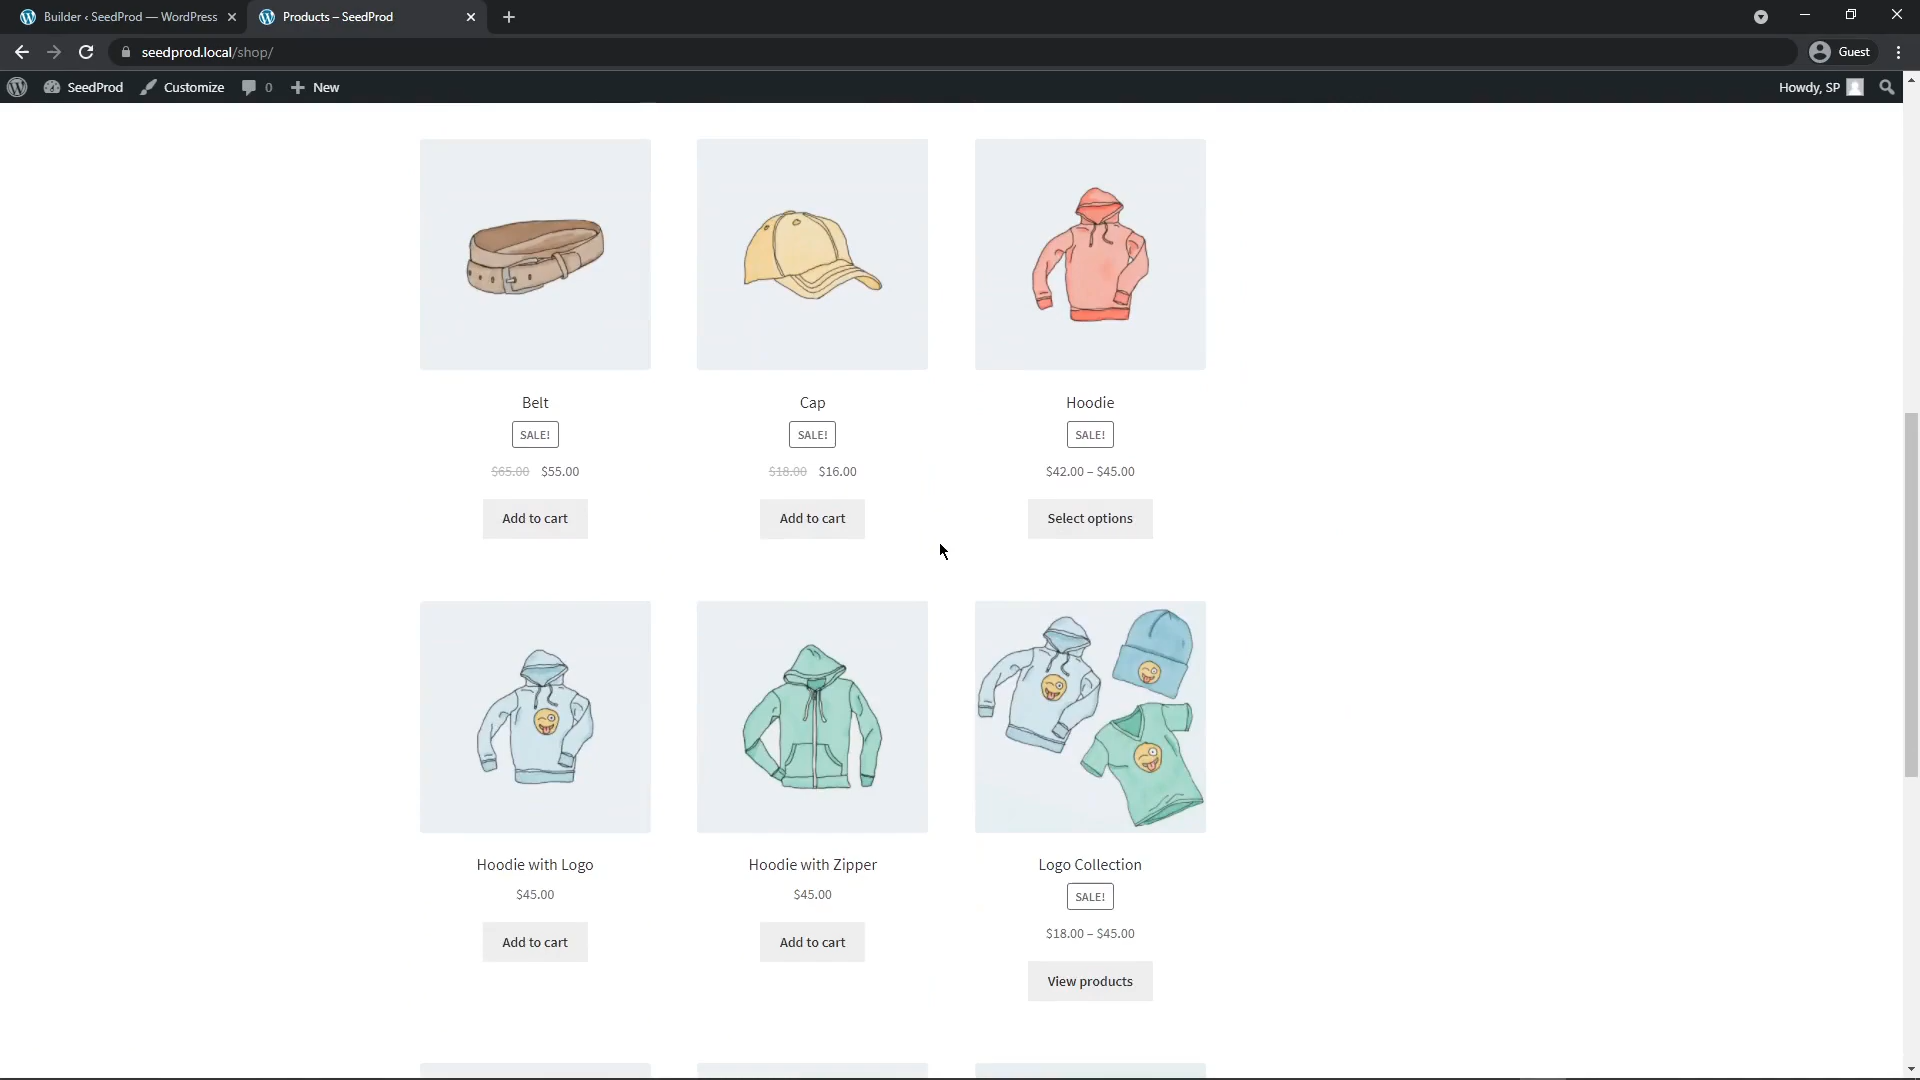 Builder ‹ SeedProd — WordPress
Products – SeedProd
seedprod.local/shop/
Guest
SeedProd
Customize
0
New
Howdy, SP
Belt
Cap
Hoodie
SALE!
SALE!
SALE!
$65.00 $55.00
$18.00 $16.00
$42.00 – $45.00
Add to cart
Add to cart
Select options
Hoodie with Logo
Hoodie with Zipper
Logo Collection
$45.00
$45.00
SALE!
$18.00 – $45.00
Add to cart
Add to cart
View products